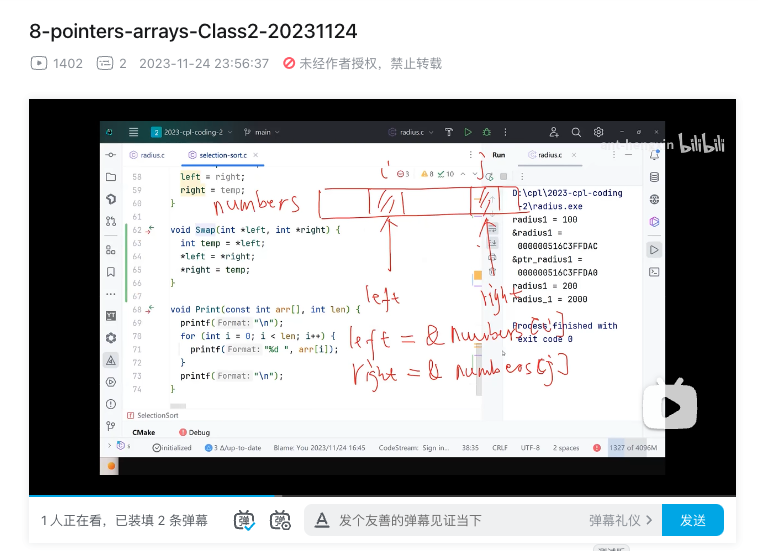 8-pointers-arrays-Class2-20231124
1402 2 2023-11-24 23:56:37 未经作者授权，禁止转载
2 2023-cpl-coding-2 main radius.c
radius.c selection-sort.c Run radius.c
bilibili
i j
3 8 10
58 left = right;
59 right = temp;
60 }
61
numbers
62 void Swap(int *left, int *right) {
63 int temp = *left;
64 *left = *right;
65 *right = temp;
66 }
67
68 void Print(const int arr[], int len) {
69 printf( Format: "\n");
70 for (int i = 0; i < len; i++) {
71 printf( Format: "%d ", arr[i]);
72 }
73 printf( Format: "\n");
74 }
left right
left = & numbers[i]
right = & numbers[j]
D:\cpl\2023-cpl-coding
-2\radius.exe
radius1 = 100
&radius1 =
000000516C3FFDAC
&ptr_radius1 =
000000516C3FFDA0
radius1 = 200
radius_1 = 2000
Process finished with
exit code 0
SelectionSort
CMake Debug
initialized 3 Δ/up-to-date Blame: You 2023/11/24 16:45 CodeStream: Sign in... 38:35 CRLF UTF-8 2 spaces 1327 of 4096M
1 人正在看，已装填 2 条弹幕 弹 弹 A 发个友善的弹幕见证当下 弹幕礼仪 发送